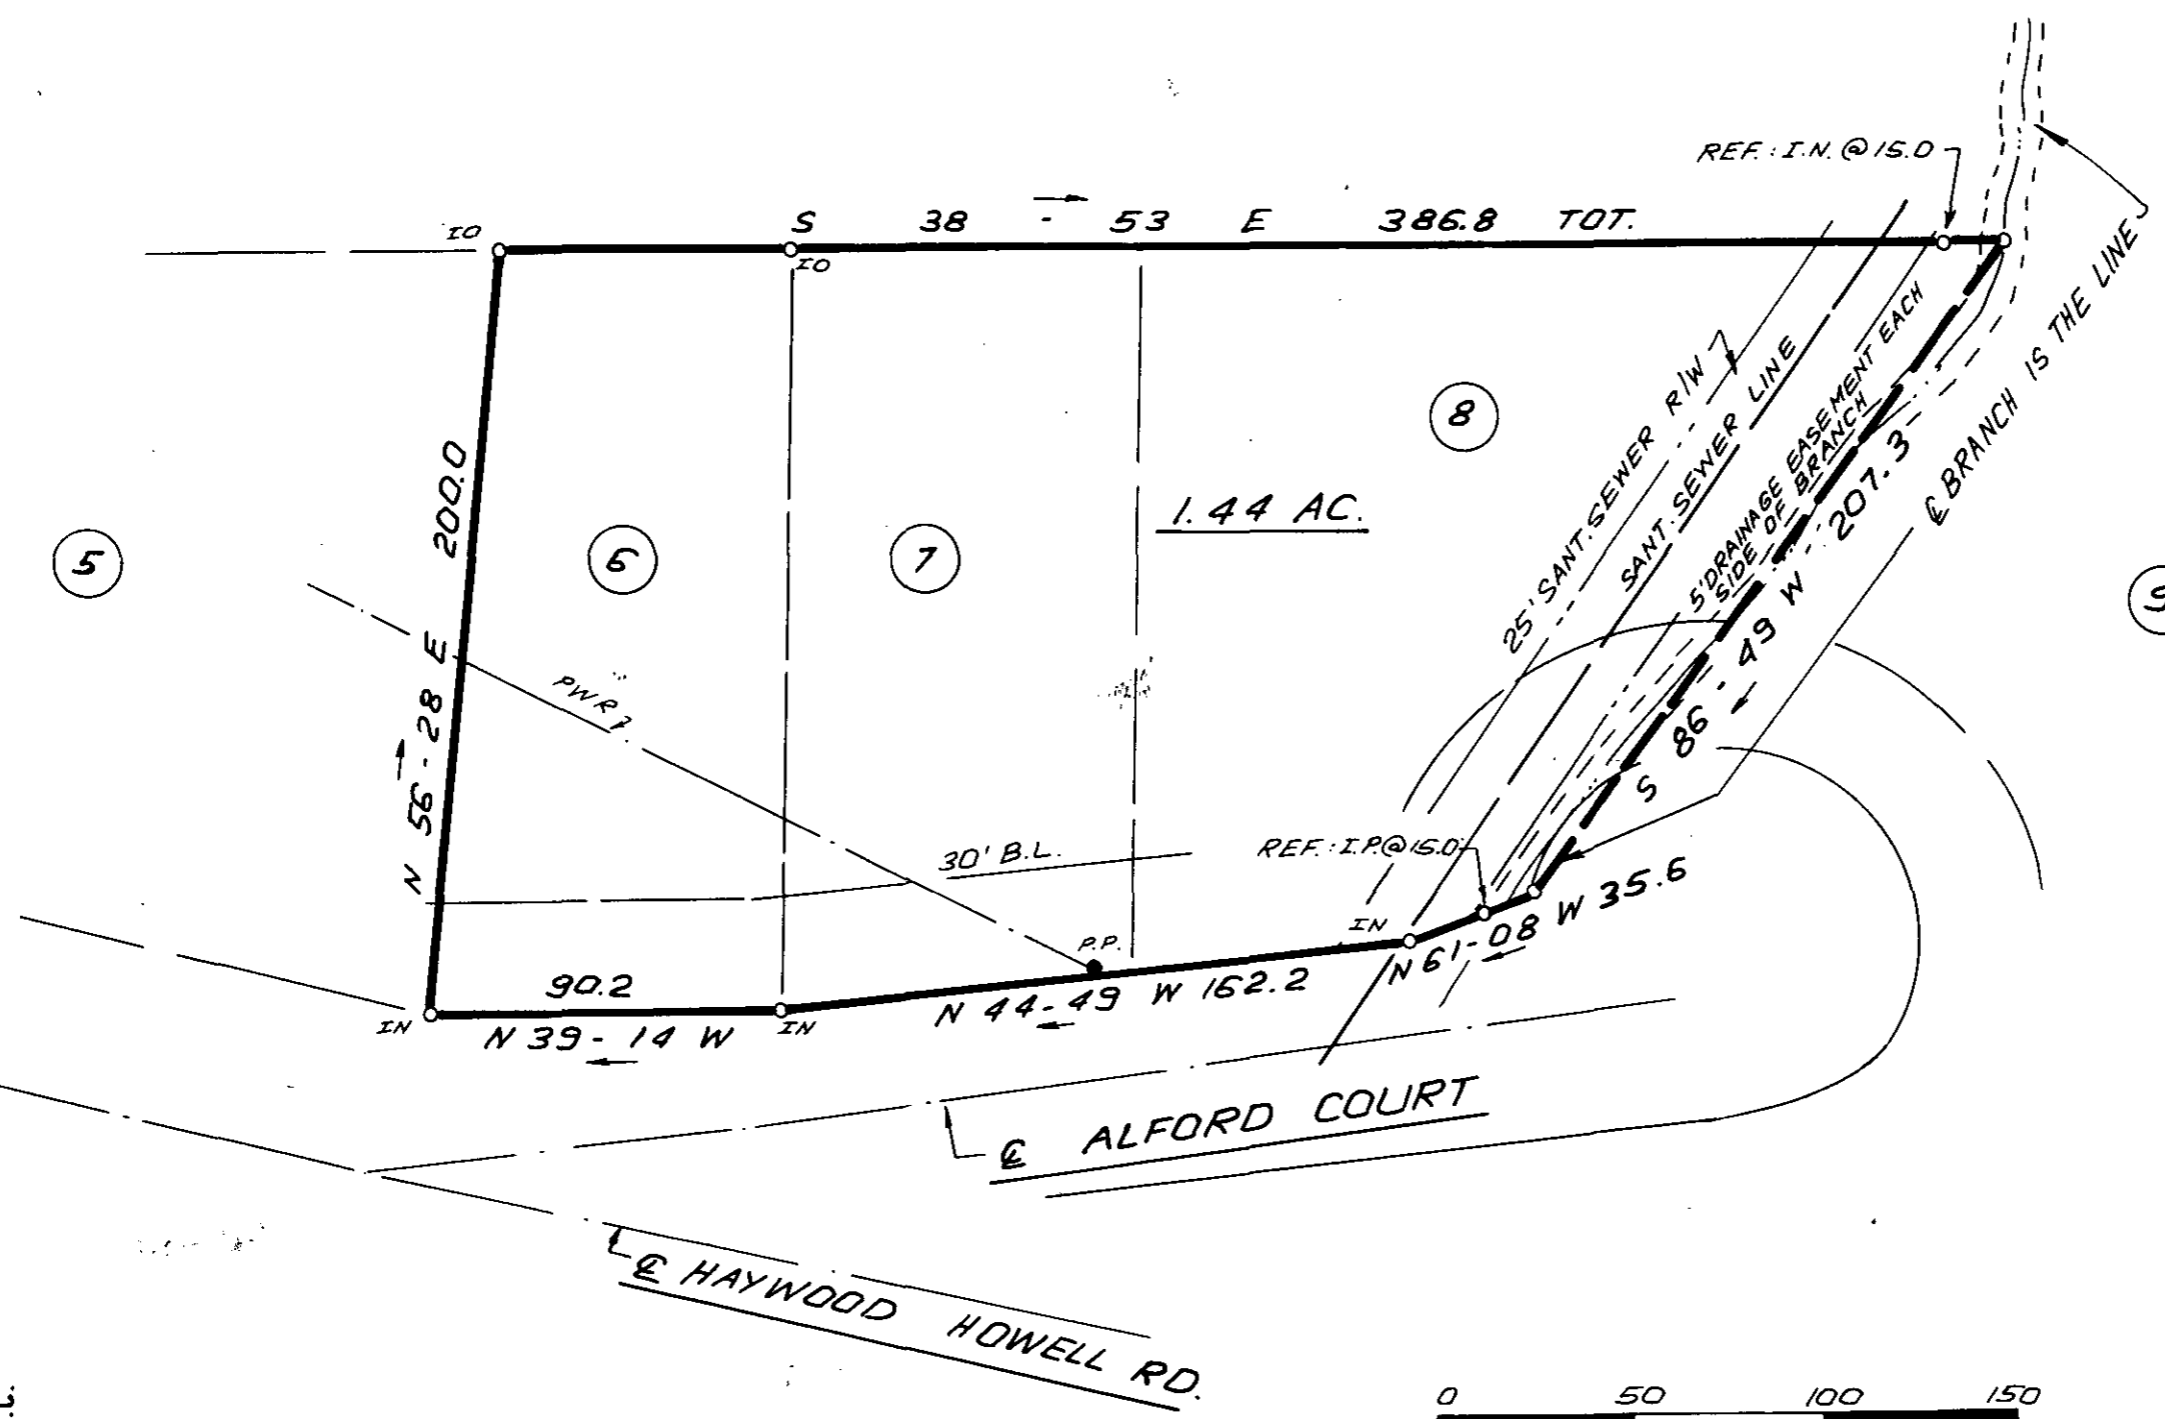 REF.: I.N. @ 15.0
IO
S 38 - 53 E 386.8 TOT.
IO
N 56-28 E 200.0
5
6
7
8
1.44 AC.
25' SANT. SEWER R/W
SANT. SEWER LINE
5' DRAINAGE EASEMENT EACH
SIDE OF BRANCH
S 86-49 W 207.3
℄ BRANCH IS THE LINE
9
PWR
30' B.L.
REF.: I.P. @ 15.0
P.P.
IN
N 61-08 W 35.6
90.2
IN
N 39-14 W
IN
N 44-49 W 162.2
℄ ALFORD COURT
℄ HAYWOOD HOWELL RD.
0 50 100 150